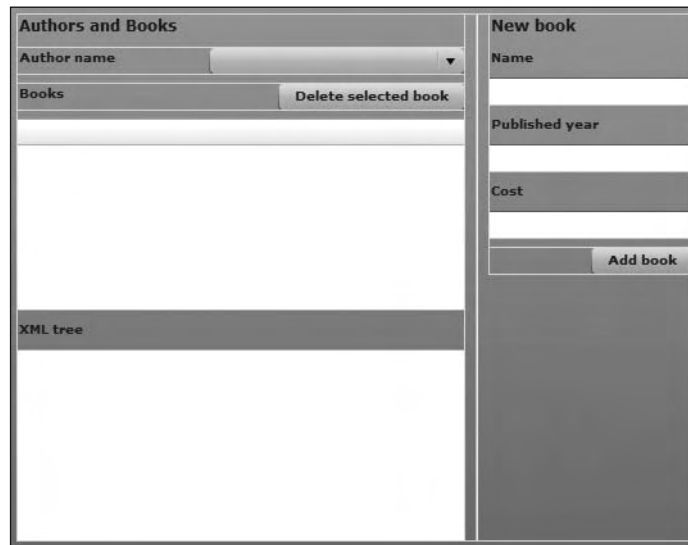 Authors and Books
Author name
Books
Delete selected book
XML tree
New book
Name
Published year
Cost
Add book